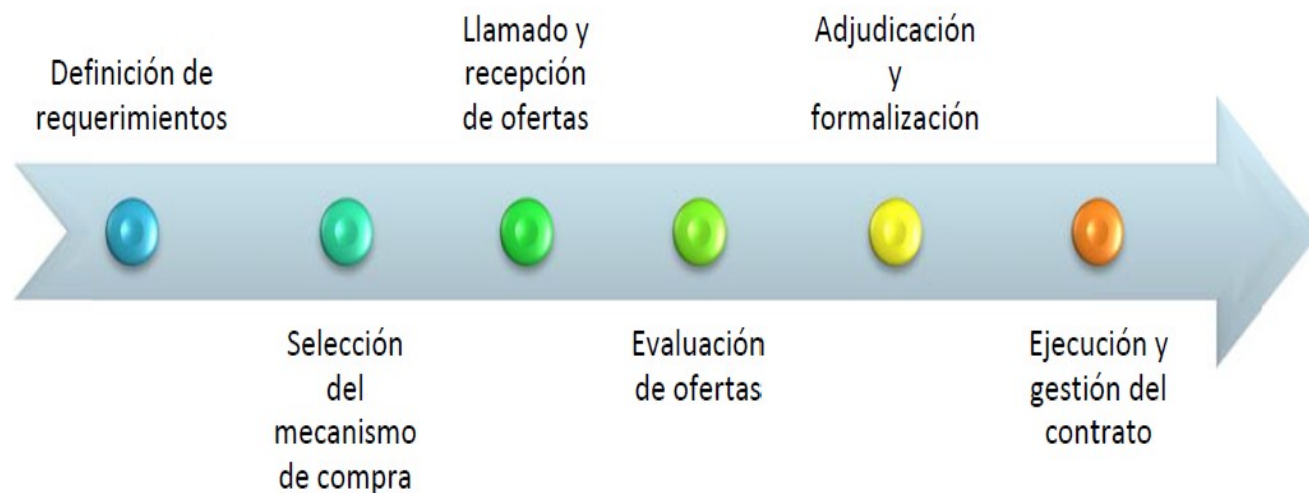 Definición de
requerimientos
Selección
del
mecanismo
de compra
Llamado y
recepción
de ofertas
Evaluación
de ofertas
Adjudicación
y
formalización
Ejecución y
gestión del
contrato